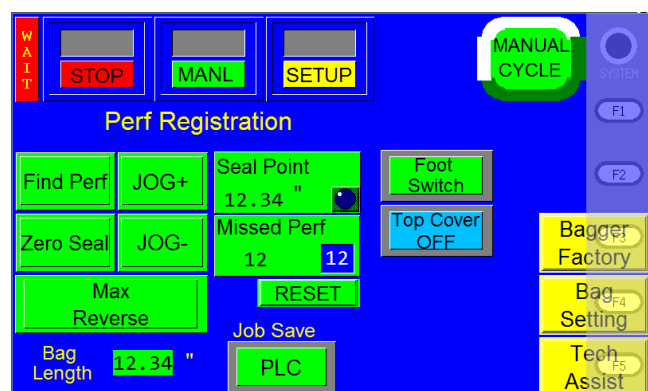 WAIT
STOP
MANL
SETUP
MANUAL
CYCLE
SYSTEM
F1
Perf Registration
Find Perf
JOG+
Seal Point
12.34 "
Foot
Switch
F2
Zero Seal
JOG-
Missed Perf
12
12
Top Cover
OFF
Bagger
Factory
F3
Max
Reverse
RESET
Bag
Setting
F4
Job Save
Bag
Length
12.34 "
PLC
Tech
Assist
F5